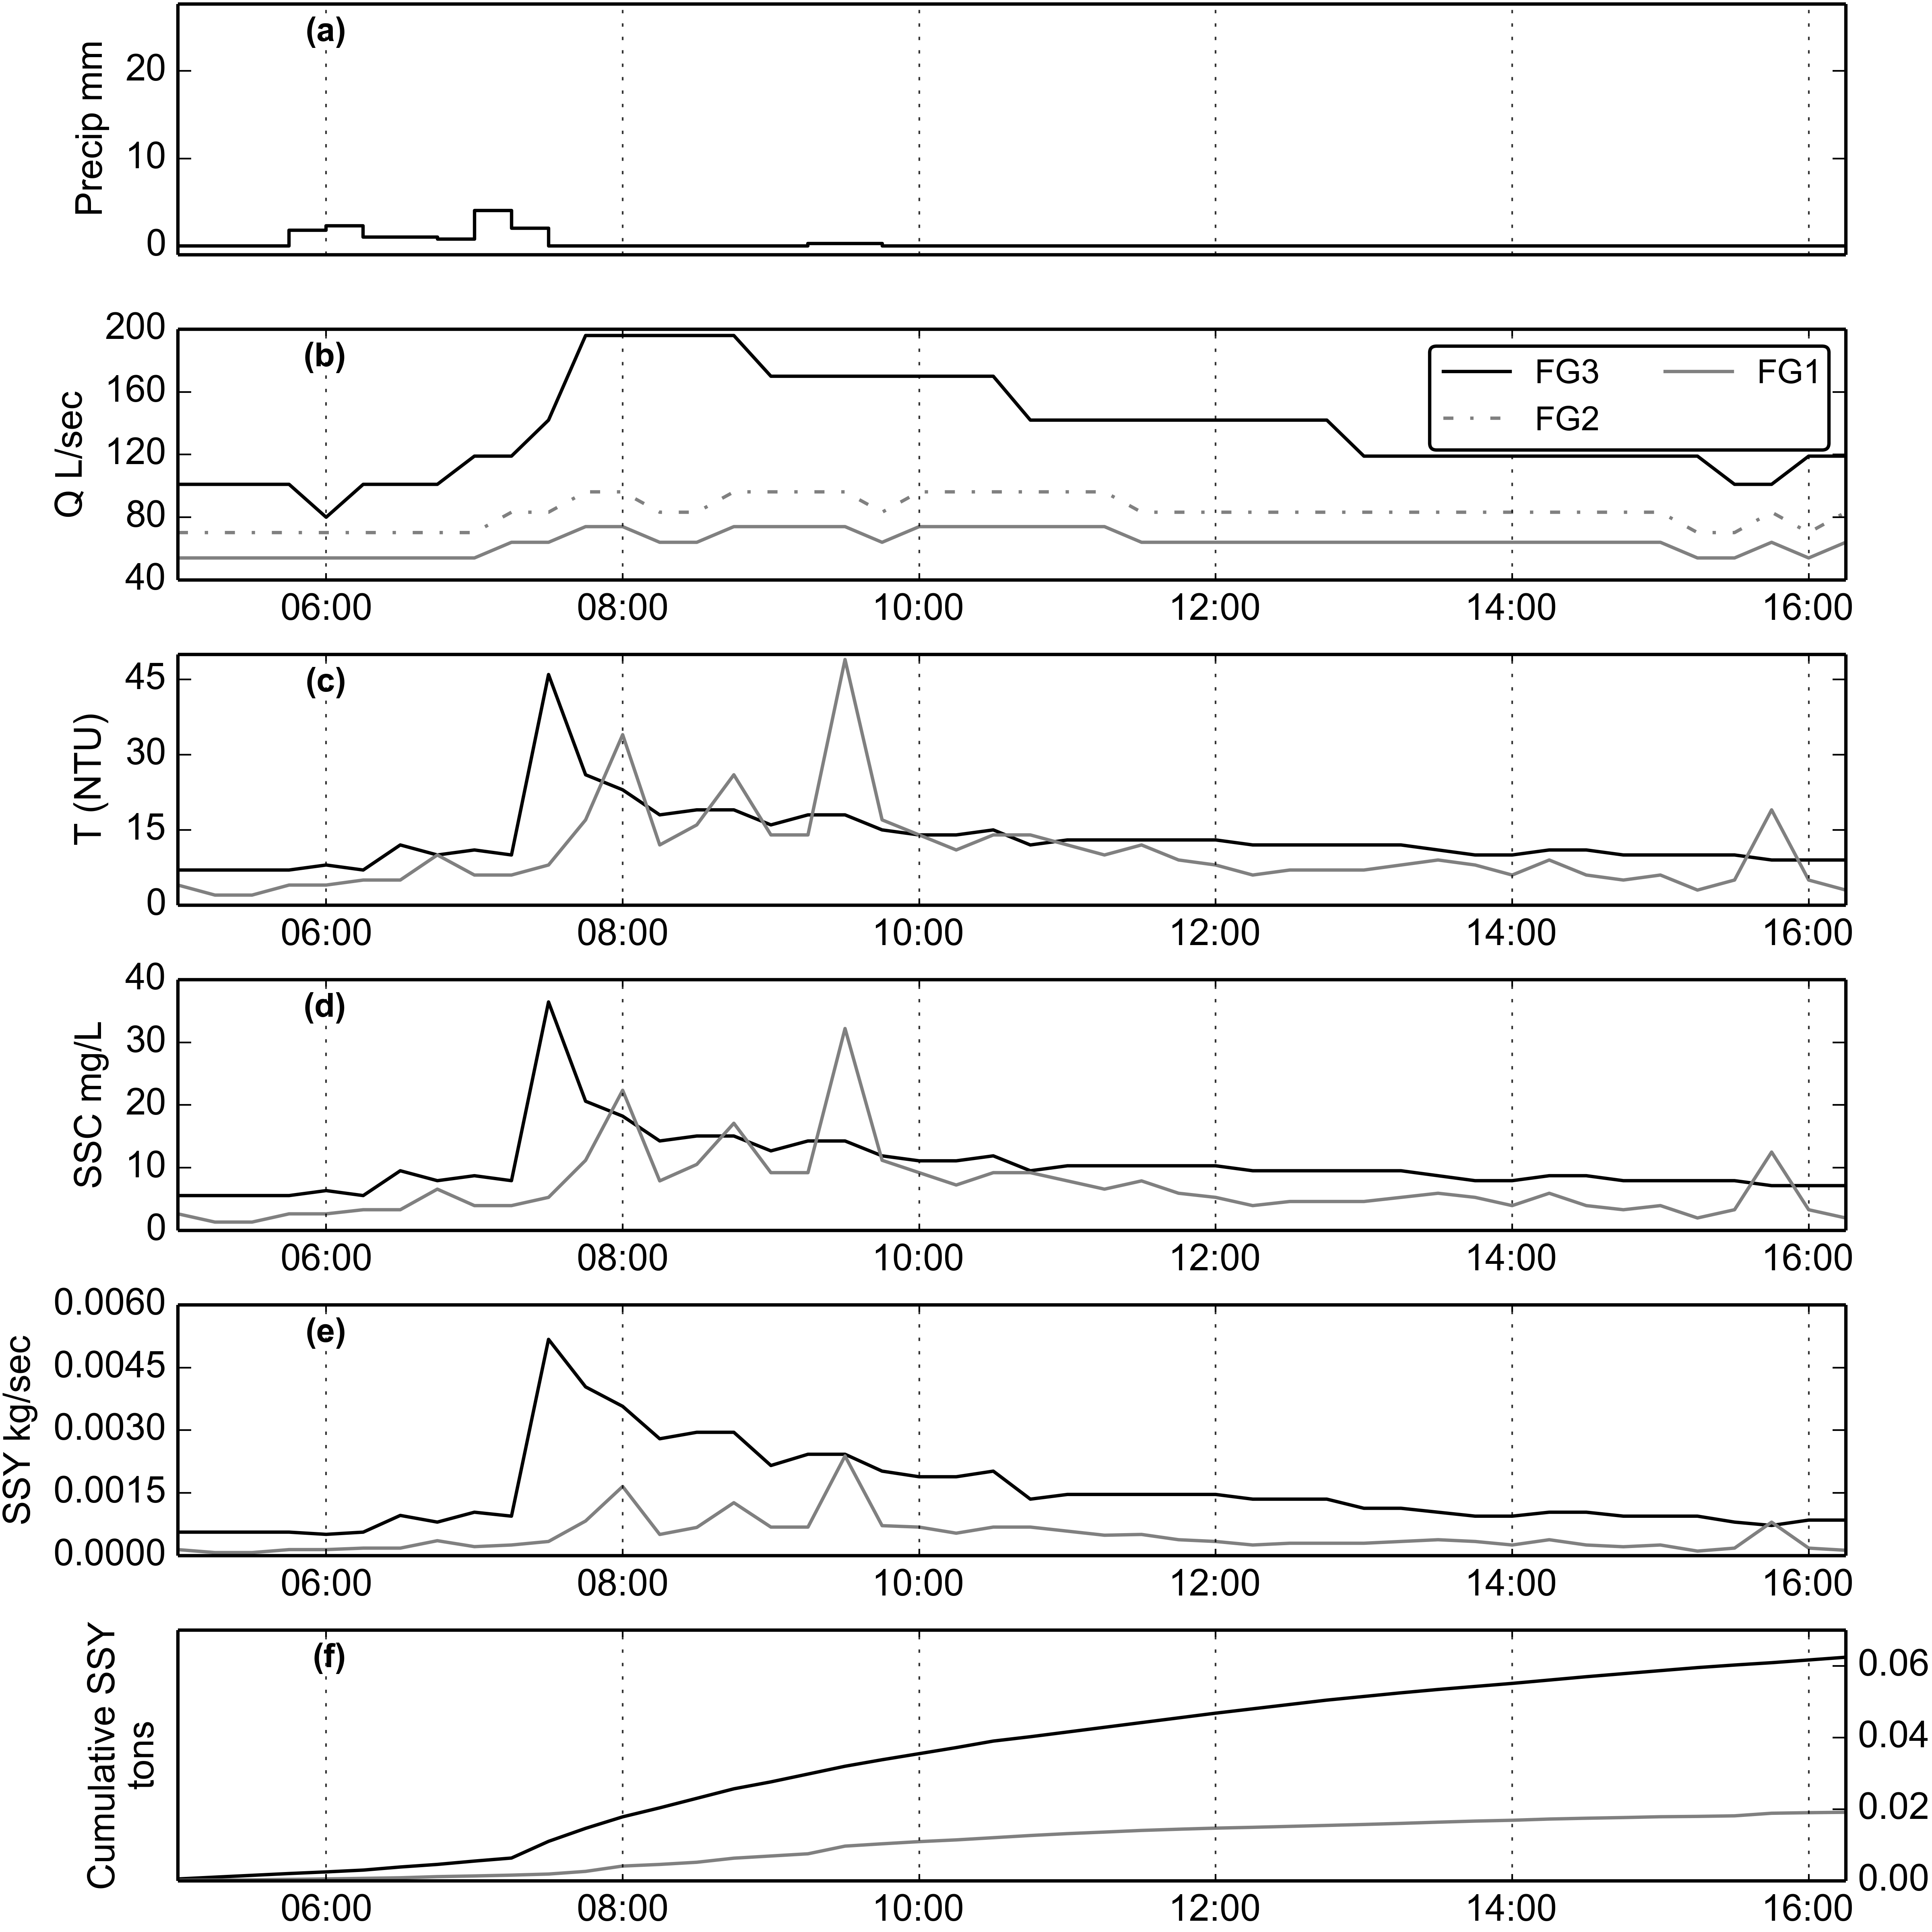 (a)
Precip mm
20
10
0
(b)
Q L/sec
200
160
120
80
40
FG3 FG1
FG2
06:00 08:00 10:00 12:00 14:00 16:00
(c)
T (NTU)
45
30
15
0
06:00 08:00 10:00 12:00 14:00 16:00
(d)
SSC mg/L
40
30
20
10
0
06:00 08:00 10:00 12:00 14:00 16:00
(e)
SSY kg/sec
0.0060
0.0045
0.0030
0.0015
0.0000
06:00 08:00 10:00 12:00 14:00 16:00
(f)
Cumulative SSY
tons
0.06
0.04
0.02
0.00
06:00 08:00 10:00 12:00 14:00 16:00